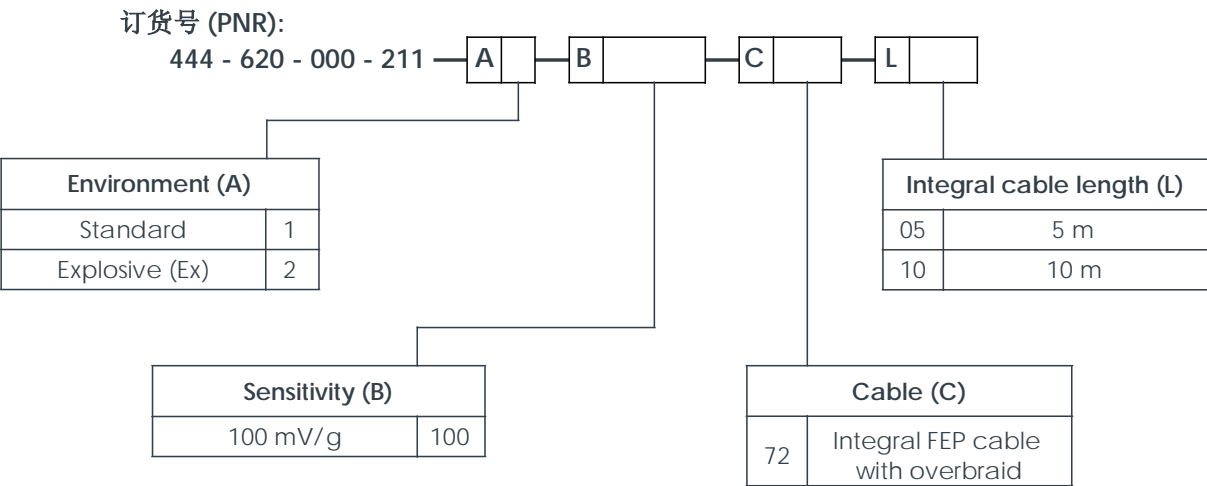 订货号 (PNR):
444 - 620 - 000 - 211 — A — B — C — L
Environment (A)
Standard 1
Explosive (Ex) 2
Integral cable length (L)
05 5 m
10 10 m
Sensitivity (B)
100 mV/g 100
Cable (C)
72 Integral FEP cable
with overbraid